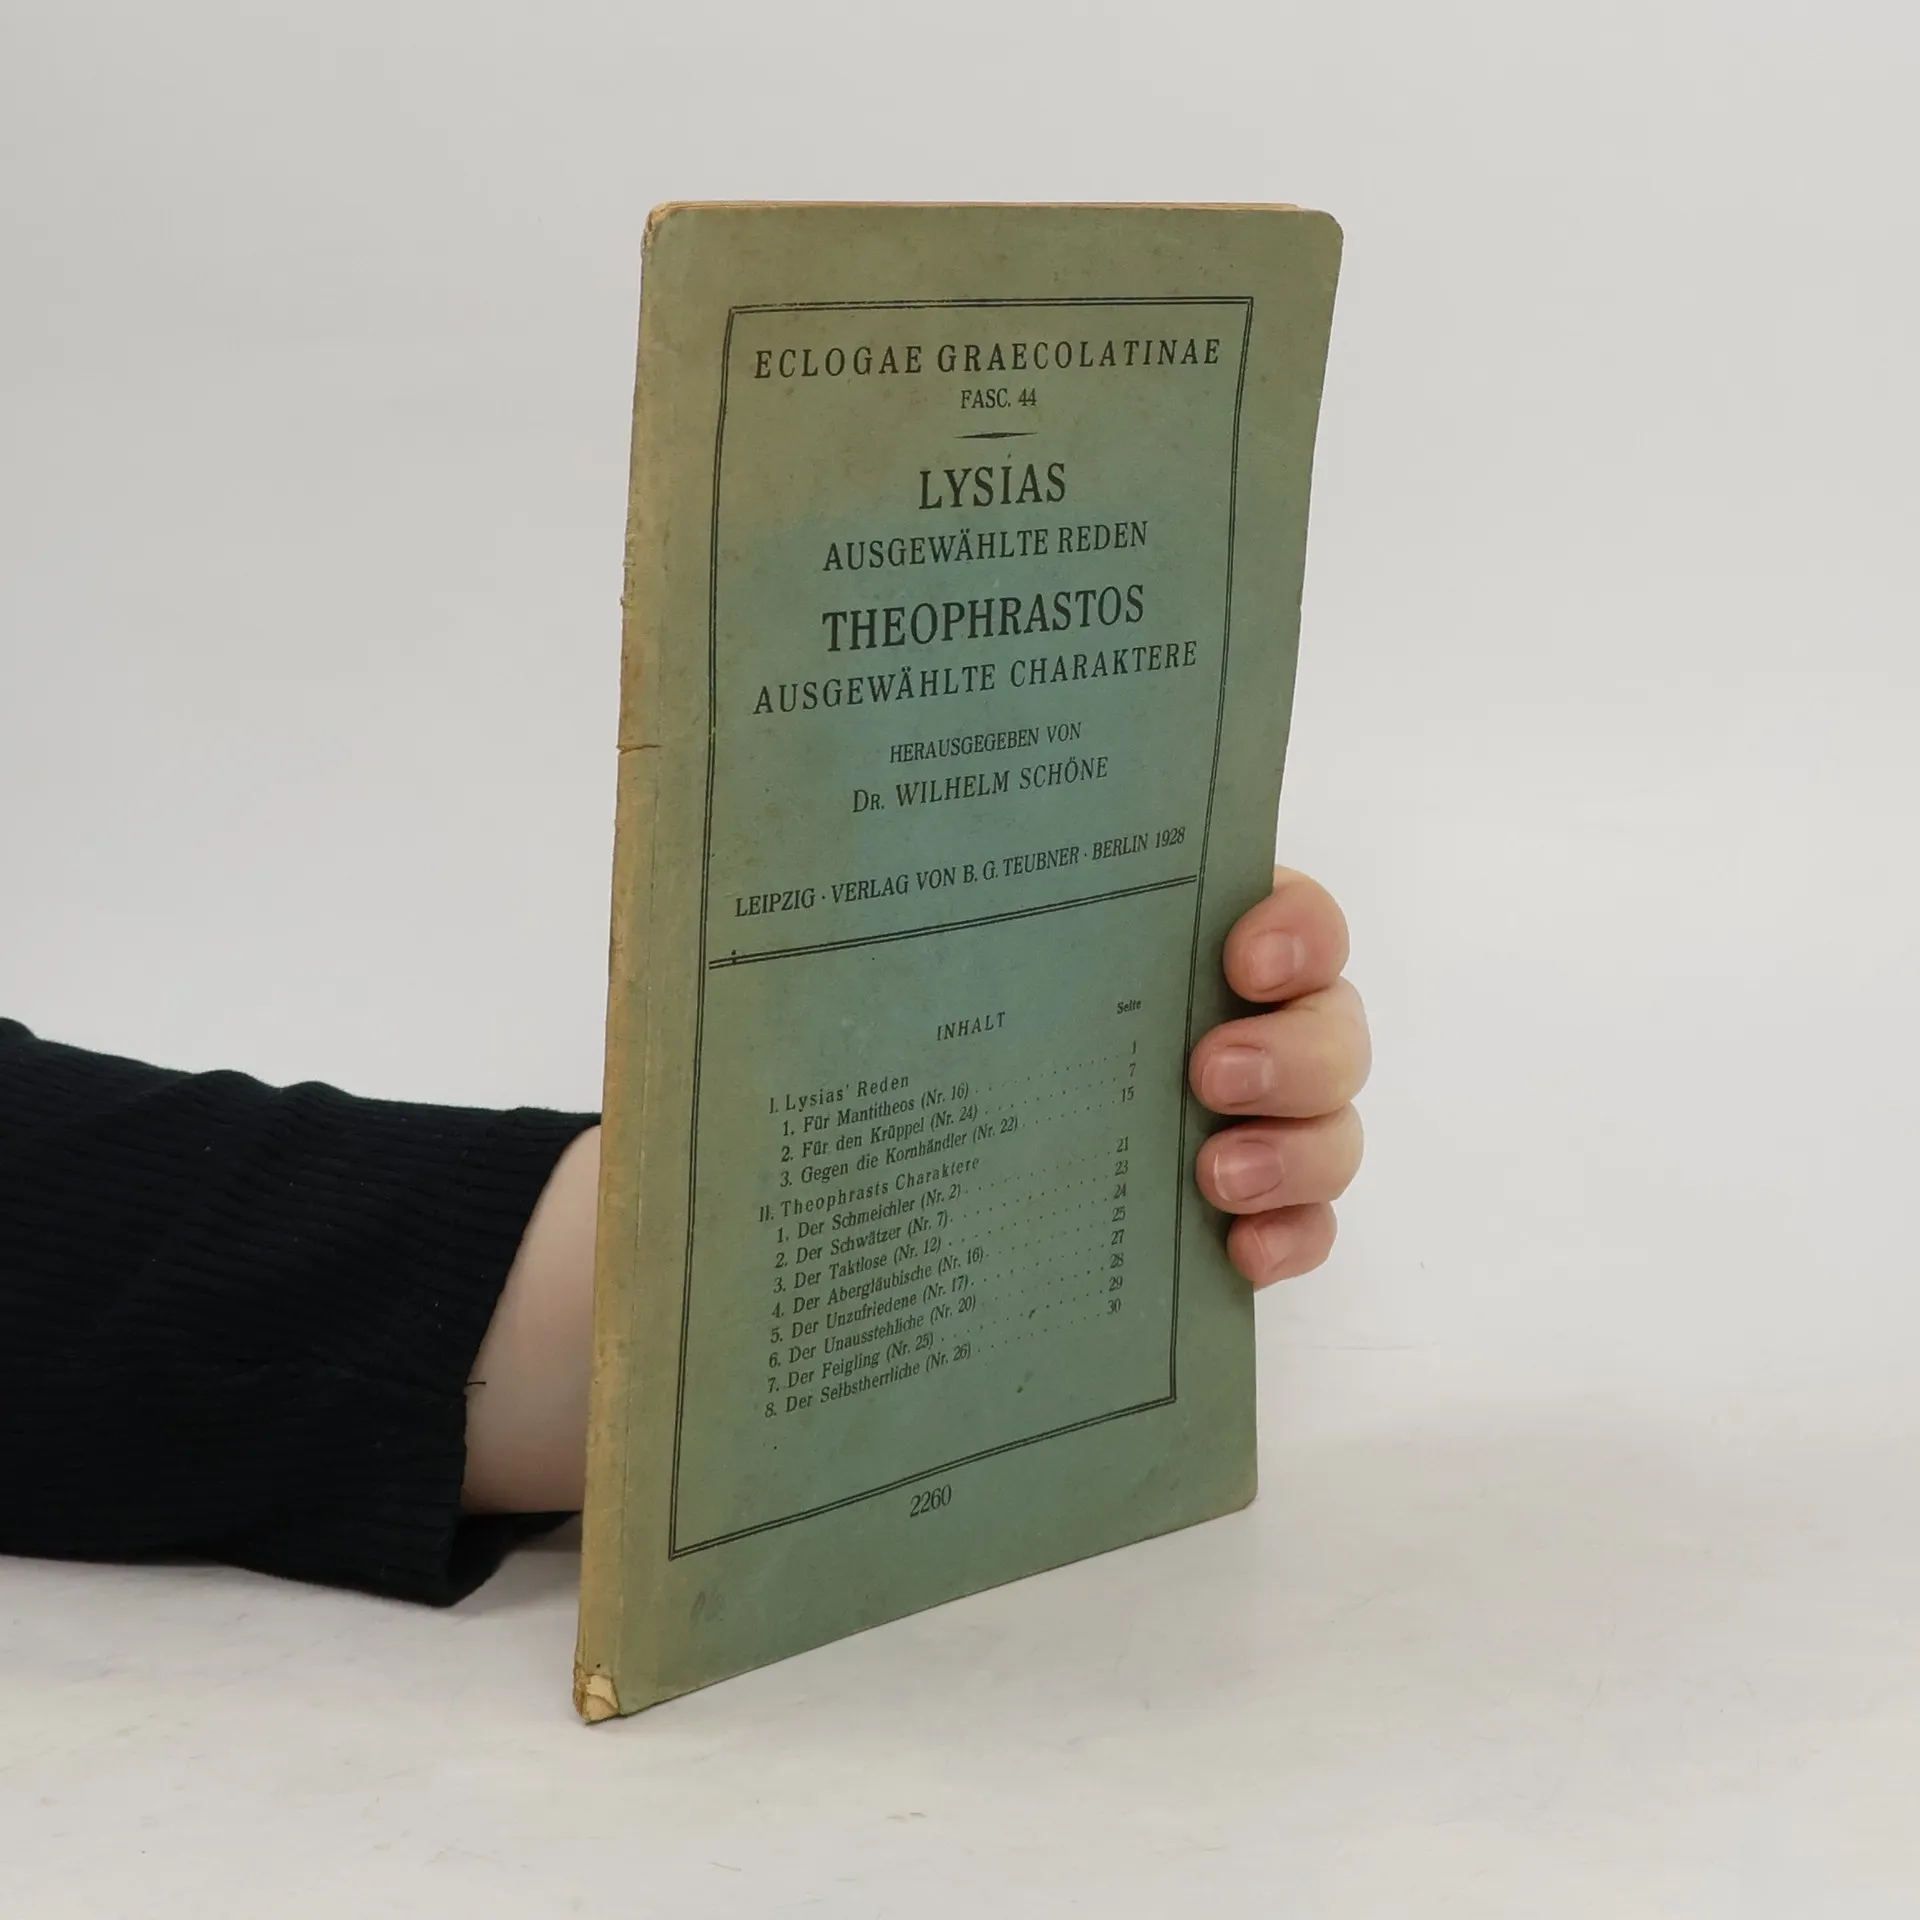 ECLOGAE GRAECOLATINAE
FASC. 44
LYSIAS
AUSGEWÄHLTE REDEN
THEOPHRASTOS
AUSGEWÄHLTE CHARAKTERE
HERAUSGEGEBEN VON
DR. WILHELM SCHÖNE
LEIPZIG · VERLAG VON B. G. TEUBNER · BERLIN 1928
INHALT
Seite
I. Lysias' Reden
1. Für Mantitheos (Nr. 16) . . . . . . . . . . . . 1
2. Für den Krüppel (Nr. 24) . . . . . . . . . . . 7
3. Gegen die Kornhändler (Nr. 22) . . . . . . . . 15
II. Theophrasts Charaktere
1. Der Schmeichler (Nr. 2) . . . . . . . . . . . . 21
2. Der Schwätzer (Nr. 7) . . . . . . . . . . . . 23
3. Der Taktlose (Nr. 12) . . . . . . . . . . . . 24
4. Der Abergläubische (Nr. 16) . . . . . . . . . . 25
5. Der Unzufriedene (Nr. 17) . . . . . . . . . . . 27
6. Der Unausstehliche (Nr. 20) . . . . . . . . . . 28
7. Der Feigling (Nr. 25) . . . . . . . . . . . . 29
8. Der Selbstherrliche (Nr. 26) . . . . . . . . . 30
2260